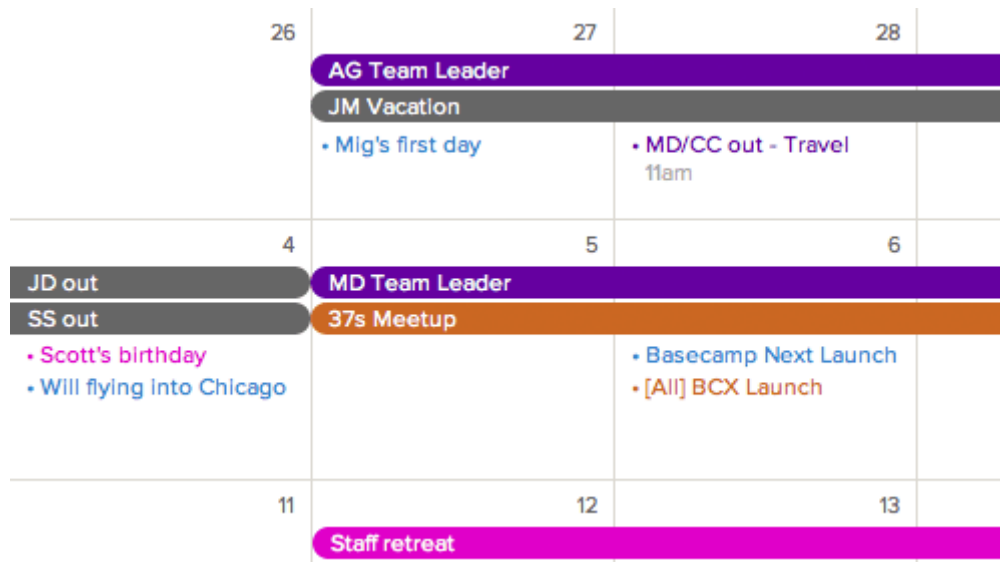 26 27 28
AG Team Leader
JM Vacation
• Mig's first day • MD/CC out - Travel
11am
4 5 6
JD out MD Team Leader
SS out 37s Meetup
• Scott's birthday • Basecamp Next Launch
• Will flying into Chicago • [All] BCX Launch
11 12 13
Staff retreat